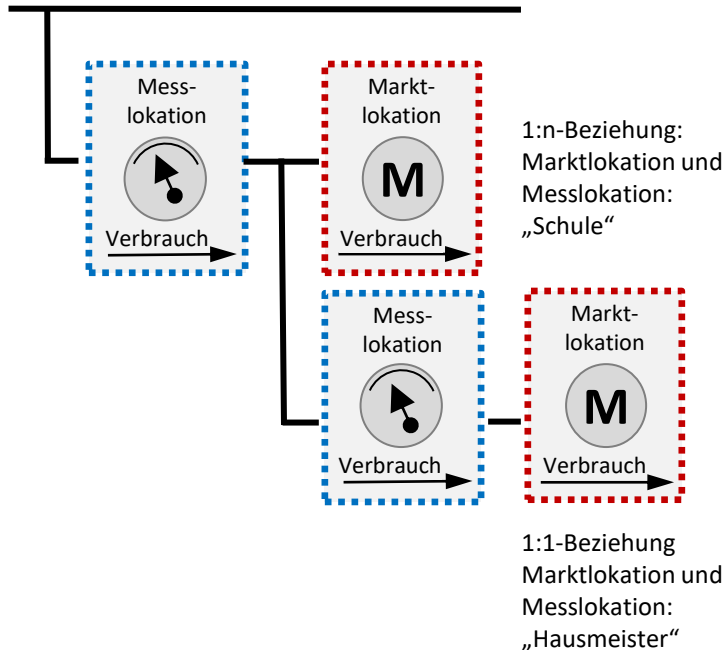 Mess-
lokation
Verbrauch
Markt-
lokation
M
Verbrauch
1:n-Beziehung:
Marktlokation und
Messlokation:
„Schule“
Mess-
lokation
Verbrauch
Markt-
lokation
M
Verbrauch
1:1-Beziehung
Marktlokation und
Messlokation:
„Hausmeister“